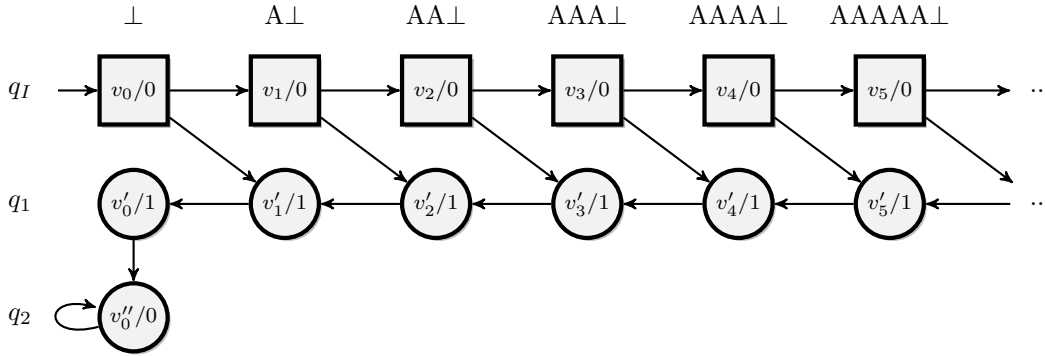 ⊥ A⊥ AA⊥ AAA⊥ AAAA⊥ AAAAA⊥
q_I v_0/0 v_1/0 v_2/0 v_3/0 v_4/0 v_5/0 ··
q_1 v'_0/1 v'_1/1 v'_2/1 v'_3/1 v'_4/1 v'_5/1 ··
q_2 v''_0/0